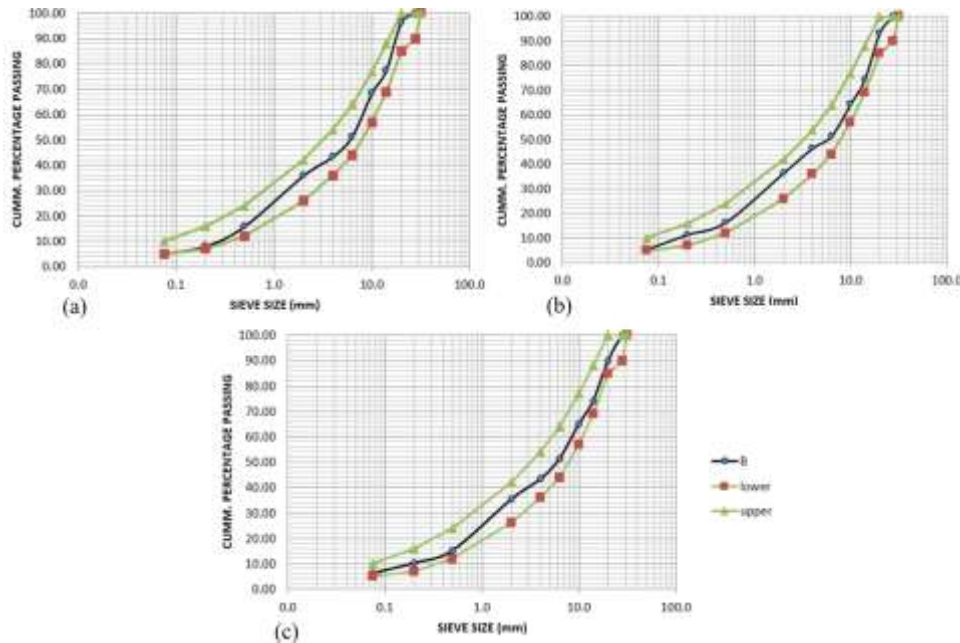 100.00
90.00
80.00
70.00
60.00
50.00
40.00
30.00
20.00
10.00
0.00
CUMM. PERCENTAGE PASSING
0.0 0.1 1.0 10.0 100.0
SIEVE SIZE (mm)
(a)
100.00
90.00
80.00
70.00
60.00
50.00
40.00
30.00
20.00
10.00
0.00
CUMM. PERCENTAGE PASSING
0.0 0.1 1.0 10.0 100.0
SIEVE SIZE (mm)
(b)
100.00
90.00
80.00
70.00
60.00
50.00
40.00
30.00
20.00
10.00
0.00
CUMM. PERCENTAGE PASSING
0.0 0.1 1.0 10.0 100.0
SIEVE SIZE (mm)
(c)
B
lower
upper